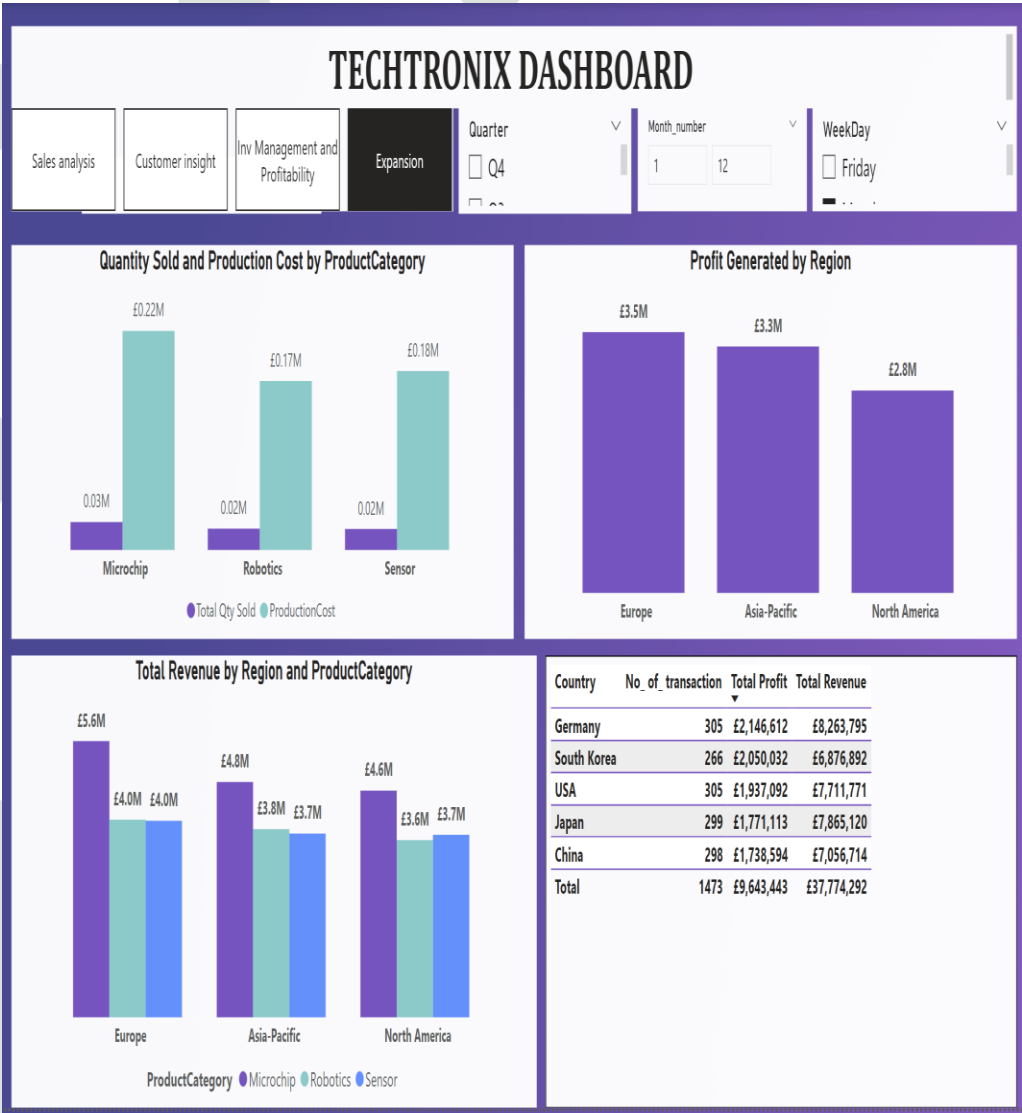 TECHTRONIX DASHBOARD
Sales analysis
Customer insight
Inv Management and
Profitability
Expansion
Quarter
Q4
Month_number
1 12
WeekDay
Friday
Quantity Sold and Production Cost by ProductCategory
£0.22M
£0.17M
£0.18M
0.03M
0.02M
0.02M
Microchip Robotics Sensor
Total Qty Sold ProductionCost
Profit Generated by Region
£3.5M
£3.3M
£2.8M
Europe Asia-Pacific North America
Total Revenue by Region and ProductCategory
£5.6M
£4.8M
£4.6M
£4.0M £4.0M
£3.8M £3.7M
£3.6M £3.7M
Europe Asia-Pacific North America
ProductCategory Microchip Robotics Sensor
Country No_of_transaction Total Profit Total Revenue
Germany 305 £2,146,612 £8,263,795
South Korea 266 £2,050,032 £6,876,892
USA 305 £1,937,092 £7,711,771
Japan 299 £1,771,113 £7,865,120
China 298 £1,738,594 £7,056,714
Total 1473 £9,643,443 £37,774,292